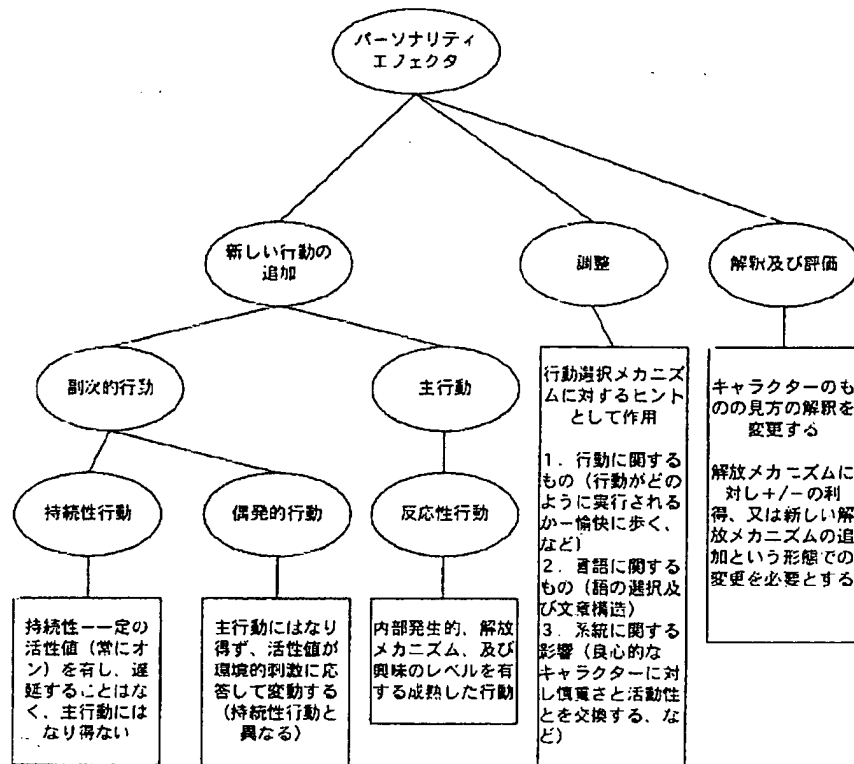 パーソナリティ
エフェクタ
新しい行動の
追加
調整
解釈及び評価
副次的行動
主行動
持続性行動
偶発的行動
反応性行動
行動選択メカニズ
ムに対するヒント
として作用
1．行動に関する
もの（行動がどの
ように実行される
かー愉快に歩く、
など）
2．言語に関する
もの（語の選択及
び文章構造）
3．系統に関する
影響（良心的な
キャラクターに対
し慎重さと活動性
とを交換する、な
ど）
キャラクターのも
のの見方の解釈を
変更する
解放メカニズムに
対し+/-の利
得、又は新しい解
放メカニズムの追
加という形態での
変更を必要とする
持続性ー一定の
活性値（常にオ
ン）を有し、遅
延することはな
く、主行動には
なり得ない
主行動にはなり
得ず、活性値が
環境的刺激に応
答して変動する
（持続性行動と
異なる）
内部発生的、解放
メカニズム、及び
興味のレベルを有
する成熟した行動